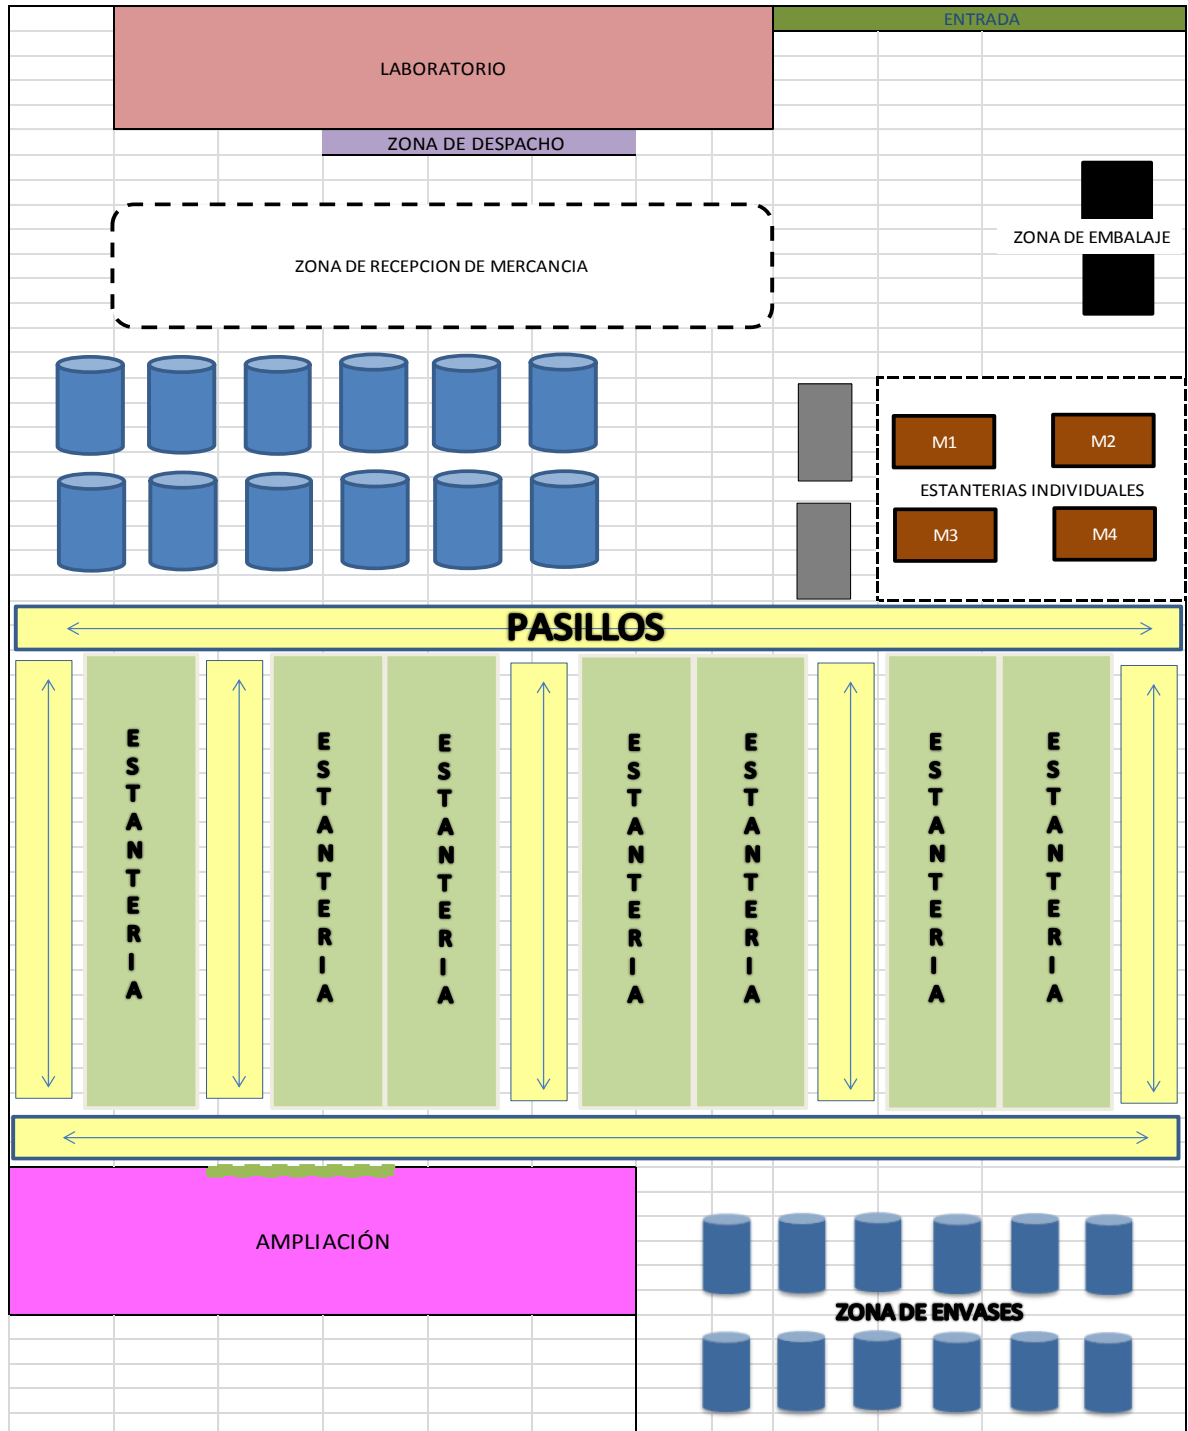 ENTRADA
LABORATORIO
ZONA DE DESPACHO
ZONA DE EMBALAJE
ZONA DE RECEPCION DE MERCANCIA
M1
M2
ESTANTERIAS INDIVIDUALES
M3
M4
PASILLOS
ESTANTERIA
ESTANTERIA
ESTANTERIA
ESTANTERIA
ESTANTERIA
ESTANTERIA
ESTANTERIA
AMPLIACIÓN
ZONA DE ENVASES